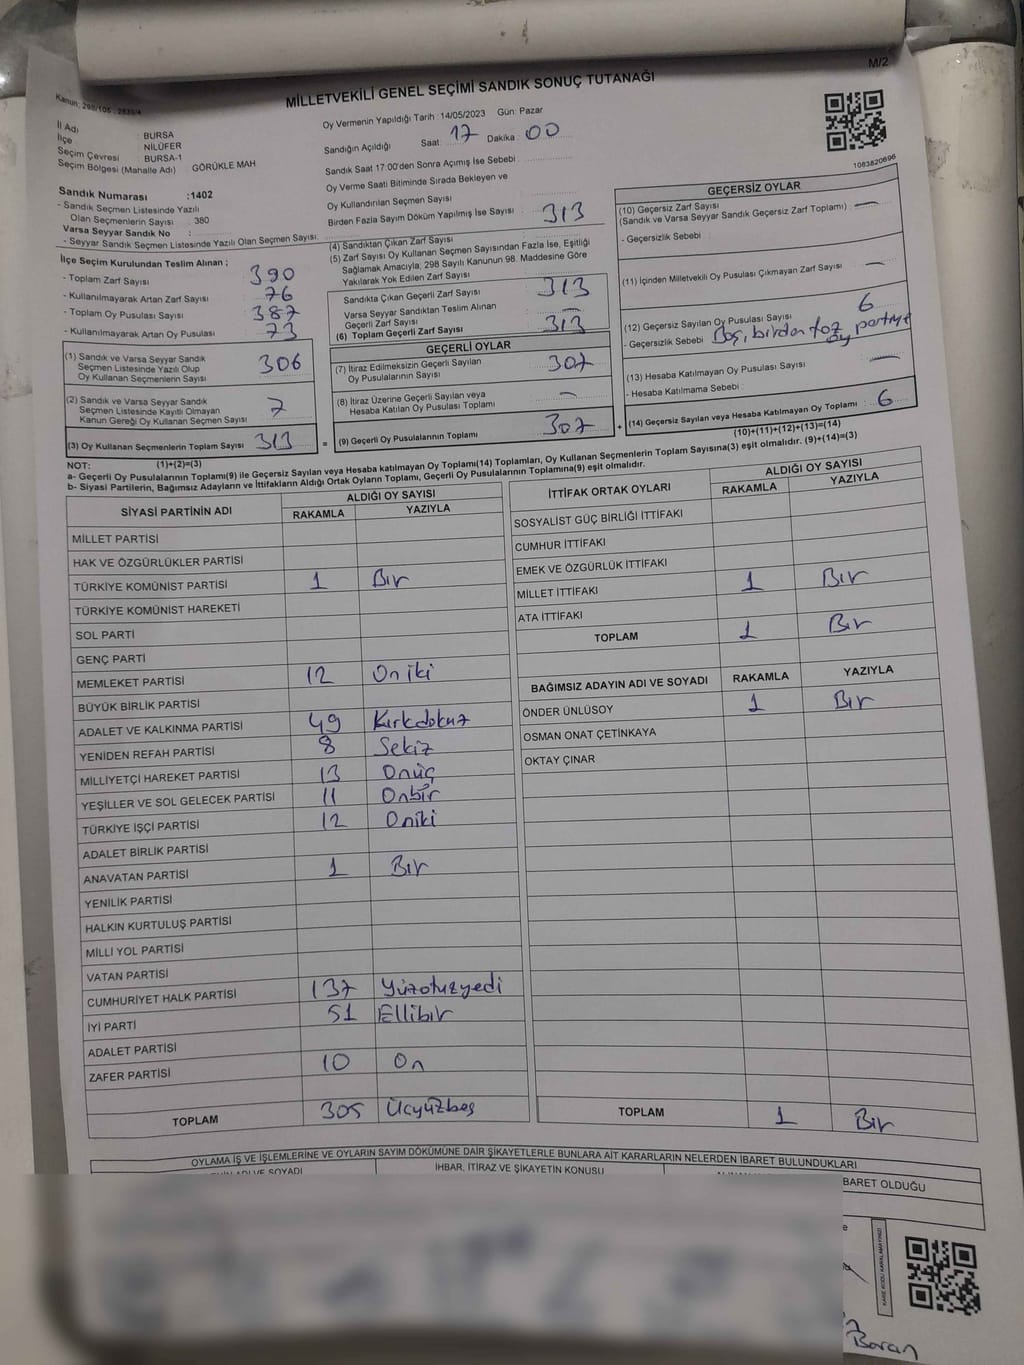 M/2
Kanun: 298/105 , 2839/4
MİLLETVEKİLİ GENEL SEÇİMİ SANDIK SONUÇ TUTANAĞI
İl Adı : BURSA
İlçe : NİLÜFER
Seçim Çevresi : BURSA-1
Seçim Bölgesi (Mahalle Adı) GÖRÜKLE MAH
Oy Vermenin Yapıldığı Tarih : 14/05/2023 Gün: Pazar
Sandığın Açıldığı Saat: 17 Dakika : 00
Sandık Saat 17:00'den Sonra Açımış İse Sebebi :
Oy Verme Saati Bitiminde Sırada Bekleyen ve
Oy Kullandırılan Seçmen Sayısı
Birden Fazla Sayım Döküm Yapılmış İse Sayısı : 313
1083820696
Sandık Numarası :1402
- Sandık Seçmen Listesinde Yazılı
Olan Seçmenlerin Sayısı : 380
Varsa Seyyar Sandık No :
- Seyyar Sandık Seçmen Listesinde Yazılı Olan Seçmen Sayısı:
İlçe Seçim Kurulundan Teslim Alınan ;
- Toplam Zarf Sayısı : 390
- Kullanılmayarak Artan Zarf Sayısı : 76
- Toplam Oy Pusulası Sayısı : 387
- Kullanılmayarak Artan Oy Pusulası : 73
(1) Sandık ve Varsa Seyyar Sandık
Seçmen Listesinde Yazılı Olup
Oy Kullanan Seçmenlerin Sayısı 306
(2) Sandık ve Varsa Seyyar Sandık
Seçmen Listesinde Kayıtlı Olmayan
Kanun Gereği Oy Kullanan Seçmen Sayısı 7
(3) Oy Kullanan Seçmenlerin Toplam Sayısı 313
(1)+(2)=(3)
(4) Sandıktan Çıkan Zarf Sayısı
(5) Zarf Sayısı Oy Kullanan Seçmen Sayısından Fazla İse, Eşitliği
Sağlamak Amacıyla, 298 Sayılı Kanunun 98. Maddesine Göre
Yakılarak Yok Edilen Zarf Sayısı
Sandıkta Çıkan Geçerli Zarf Sayısı : 313
Varsa Seyyar Sandıktan Teslim Alınan
Geçerli Zarf Sayısı : —
(6) Toplam Geçerli Zarf Sayısı : 313
GEÇERLİ OYLAR
(7) İtiraz Edilmeksizin Geçerli Sayılan
Oy Pusulalarının Sayısı 307
(8) İtiraz Üzerine Geçerli Sayılan veya
Hesaba Katılan Oy Pusulası Toplamı —
= (9) Geçerli Oy Pusulalarının Toplamı 307
GEÇERSİZ OYLAR
(10) Geçersiz Zarf Sayısı
(Sandık ve Varsa Seyyar Sandık Geçersiz Zarf Toplamı) : —
- Geçersizlik Sebebi :
(11) İçinden Milletvekili Oy Pusulası Çıkmayan Zarf Sayısı —
(12) Geçersiz Sayılan Oy Pusulası Sayısı 6
- Geçersizlik Sebebi Boş, birden faz partiye oy
(13) Hesaba Katılmayan Oy Pusulası Sayısı —
- Hesaba Katılmama Sebebi :
+ (14) Geçersiz Sayılan veya Hesaba Katılmayan Oy Toplamı : 6
(10)+(11)+(12)+(13)=(14)
NOT:
a- Geçerli Oy Pusulalarının Toplamı(9) ile Geçersiz Sayılan veya Hesaba katılmayan Oy Toplamı(14) Toplamları, Oy Kullanan Seçmenlerin Toplam Sayısına(3) eşit olmalıdır. (9)+(14)=(3)
b- Siyasi Partilerin, Bağımsız Adayların ve İttifakların Aldığı Ortak Oyların Toplamı, Geçerli Oy Pusulalarının Toplamına(9) eşit olmalıdır.
SİYASİ PARTİNİN ADI ALDIĞI OY SAYISI
RAKAMLA YAZIYLA
MİLLET PARTİSİ
HAK VE ÖZGÜRLÜKLER PARTİSİ
TÜRKİYE KOMÜNİST PARTİSİ 1 Bir
TÜRKİYE KOMÜNİST HAREKETİ
SOL PARTİ
GENÇ PARTİ
MEMLEKET PARTİSİ 12 On iki
BÜYÜK BİRLİK PARTİSİ
ADALET VE KALKINMA PARTİSİ 49 Kırkdokuz
YENİDEN REFAH PARTİSİ 8 Sekiz
MİLLİYETÇİ HAREKET PARTİSİ 13 Onüç
YEŞİLLER VE SOL GELECEK PARTİSİ 11 Onbir
TÜRKİYE İŞÇİ PARTİSİ 12 Oniki
ADALET BİRLİK PARTİSİ
ANAVATAN PARTİSİ 1 Bir
YENİLİK PARTİSİ
HALKIN KURTULUŞ PARTİSİ
MİLLİ YOL PARTİSİ
VATAN PARTİSİ
CUMHURİYET HALK PARTİSİ 137 Yüzotuzyedi
İYİ PARTİ 51 Ellibir
ADALET PARTİSİ
ZAFER PARTİSİ 10 On
TOPLAM 305 Üçyüzbeş
İTTİFAK ORTAK OYLARI ALDIĞI OY SAYISI
RAKAMLA YAZIYLA
SOSYALİST GÜÇ BİRLİĞİ İTTİFAKI
CUMHUR İTTİFAKI
EMEK VE ÖZGÜRLÜK İTTİFAKI
MİLLET İTTİFAKI 1 Bir
ATA İTTİFAKI
TOPLAM 1 Bir
BAĞIMSIZ ADAYIN ADI VE SOYADI RAKAMLA YAZIYLA
ÖNDER ÜNLÜSOY 1 Bir
OSMAN ONAT ÇETİNKAYA
OKTAY ÇINAR
TOPLAM 1 Bir
OYLAMA İŞ VE İŞLEMLERİNE VE OYLARIN SAYIM DÖKÜMÜNE DAİR ŞİKAYETLERLE BUNLARA AİT KARARLARIN NELERDEN İBARET BULUNDUKLARI
ADI VE SOYADI İHBAR, İTİRAZ VE ŞİKAYETİN KONUSU BARET OLDUĞU
KARE KODU KARALAMAYINIZ!
Baran